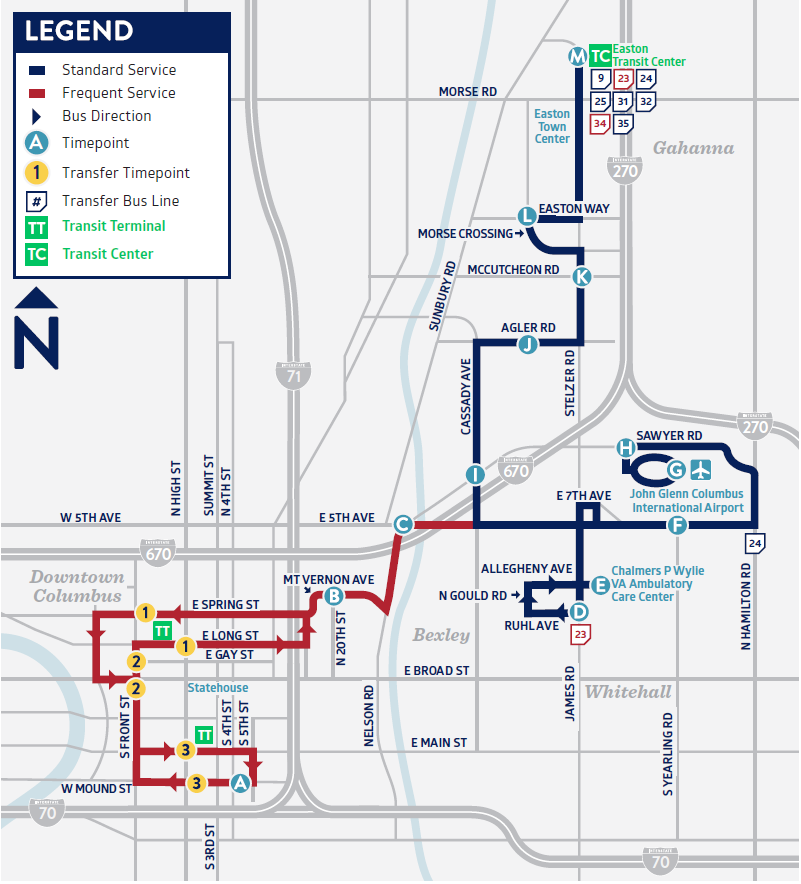 LEGEND
Standard Service
Frequent Service
Bus Direction
A Timepoint
1 Transfer Timepoint
# Transfer Bus Line
TT Transit Terminal
TC Transit Center
N
M TC Easton
Transit Center
9 23 24
25 31 32
34 35
MORSE RD
Easton
Town
Center
Gahanna
270
L EASTON WAY
MORSE CROSSING
MCCUTCHEON RD K
SUNBURY RD
AGLER RD
J
71
CASSADY AVE
STELZER RD
270
SAWYER RD
H
G
I
670
John Glenn Columbus
International Airport
E 7TH AVE
N HIGH ST
SUMMIT ST
N 4TH ST
W 5TH AVE
E 5TH AVE
C
F
24
670
Downtown
Columbus
MT VERNON AVE
ALLEGHENY AVE
E Chalmers P Wylie
VA Ambulatory
Care Center
N GOULD RD
B
E SPRING ST
1
D
RUHL AVE
23
TT
E LONG ST
1
E GAY ST
N 20TH ST
Bexley
N HAMILTON RD
2
E BROAD ST
2
Statehouse
Whitehall
JAMES RD
NELSON RD
S FRONT ST
S 4TH ST
S 5TH ST
TT
3
E MAIN ST
S YEARLING RD
W MOUND ST
3
A
70
S 3RD ST
70